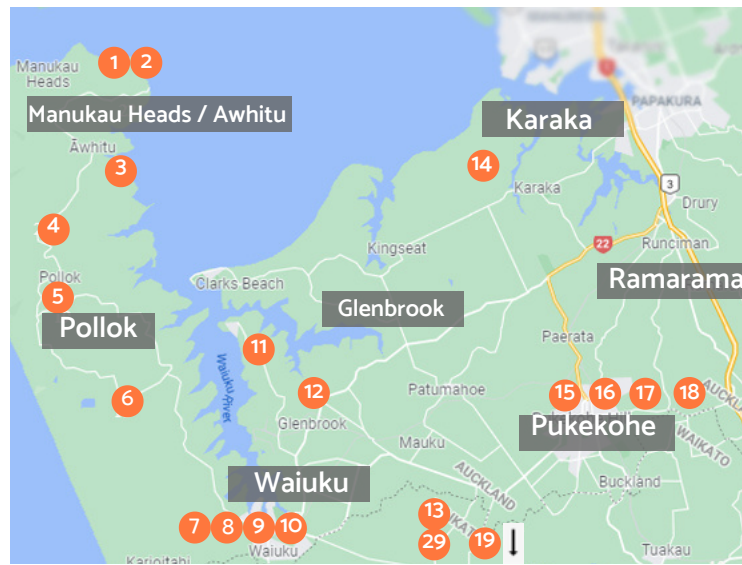 1
2
Manukau
Heads
Manukau Heads / Awhitu
Āwhitu
3
4
Pollok
5
Pollok
6
Karaka
PAPAKURA
14
Karaka
3
Drury
22
Runciman
Kingseat
Ramarama
Clarks Beach
Glenbrook
Paerata
11
Waiuku River
12
Glenbrook
Patumahoe
15
16
17
18
AUCKL
Pukekohe
WAIKATO
Mauku
Buckland
AUCKLAND
Waiuku
7
8
9
10
Waiuku
13
29
19
Tuakau
Karioitahi